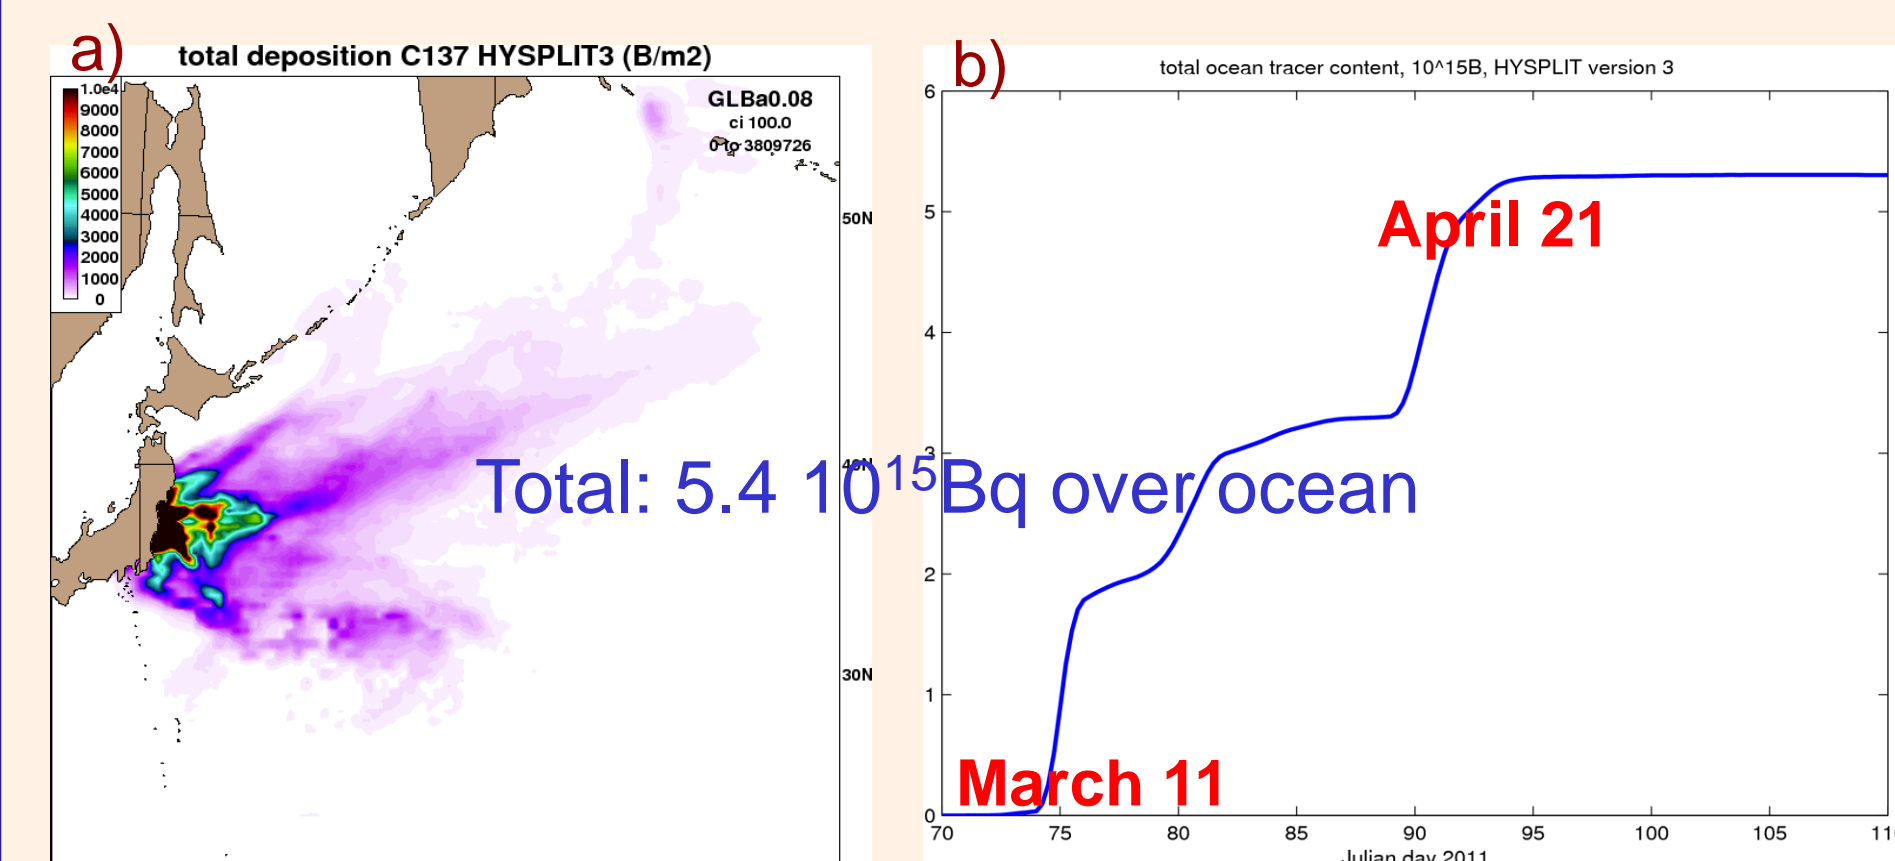 a)
total deposition C137 HYSPLIT3 (B/m2)
1.0e4
9000
8000
7000
6000
5000
4000
3000
2000
1000
0
GLBa0.08
ci 100.0
0 to 3809726
50N
40N
30N
Total: 5.4 10¹⁵Bq over ocean
b)
total ocean tracer content, 10^15B, HYSPLIT version 3
6
5
4
3
2
1
0
April 21
March 11
70 75 80 85 90 95 100 105
Julian day 2011